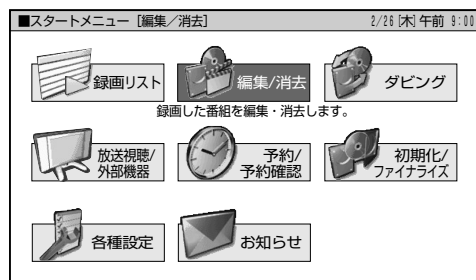 ■スタートメニュー［編集／消去］ 2/26[木]午前 9:00
録画リスト 編集/消去 ダビング
録画した番組を編集・消去します。
放送視聴/ 予約/ 初期化/
外部機器 予約確認 ファイナライズ
各種設定 お知らせ